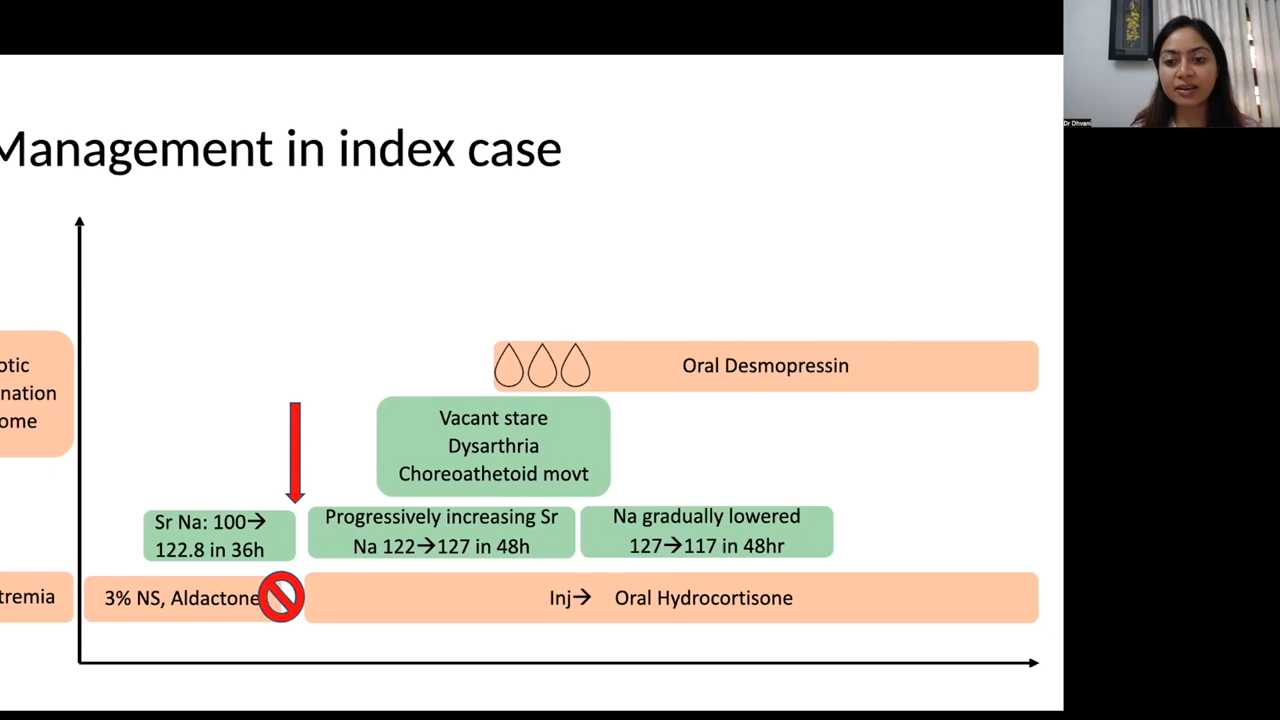 Management in index case
otic
nation
ome
Oral Desmopressin
Vacant stare
Dysarthria
Choreoathetoid movt
Sr Na: 100→
122.8 in 36h
Progressively increasing Sr
Na 122→127 in 48h
Na gradually lowered
127→117 in 48hr
tremia
3% NS, Aldactone
Inj→ Oral Hydrocortisone
Dr Dhvani